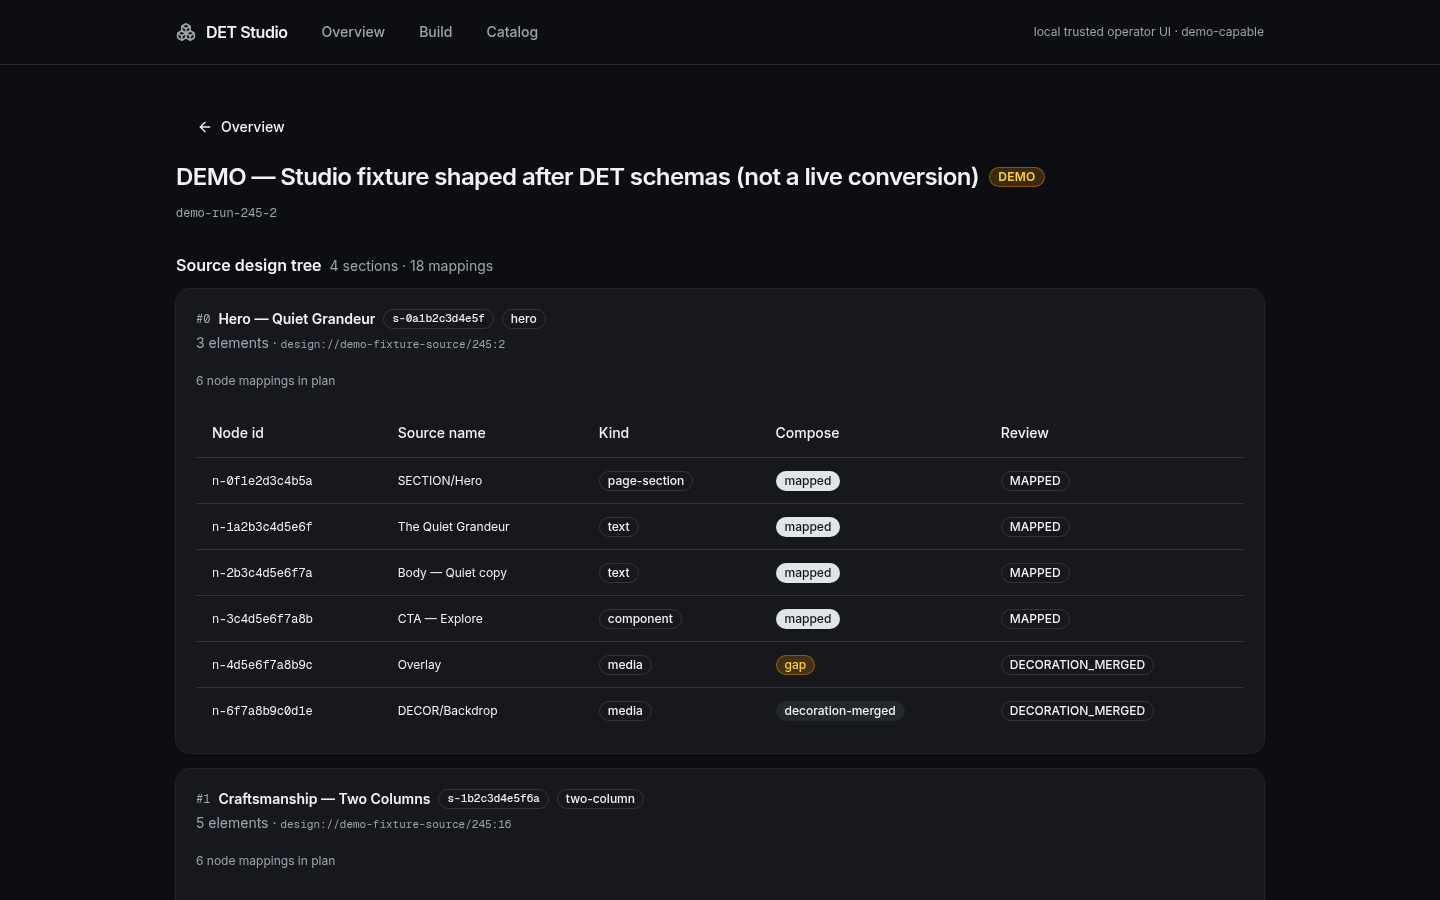 DET Studio Overview Build Catalog local trusted operator UI · demo-capable
← Overview
DEMO — Studio fixture shaped after DET schemas (not a live conversion) DEMO
demo-run-245-2
Source design tree 4 sections · 18 mappings
#0 Hero — Quiet Grandeur s-0a1b2c3d4e5f hero
3 elements · design://demo-fixture-source/245:2
6 node mappings in plan
Node id Source name Kind Compose Review
n-0f1e2d3c4b5a SECTION/Hero page-section mapped MAPPED
n-1a2b3c4d5e6f The Quiet Grandeur text mapped MAPPED
n-2b3c4d5e6f7a Body — Quiet copy text mapped MAPPED
n-3c4d5e6f7a8b CTA — Explore component mapped MAPPED
n-4d5e6f7a8b9c Overlay media gap DECORATION_MERGED
n-6f7a8b9c0d1e DECOR/Backdrop media decoration-merged DECORATION_MERGED
#1 Craftsmanship — Two Columns s-1b2c3d4e5f6a two-column
5 elements · design://demo-fixture-source/245:16
6 node mappings in plan